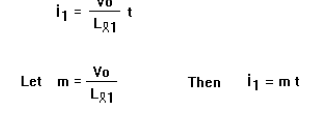 i1 = Vo / Lℓ1 t
Let m = Vo / Lℓ1 Then i1 = m t